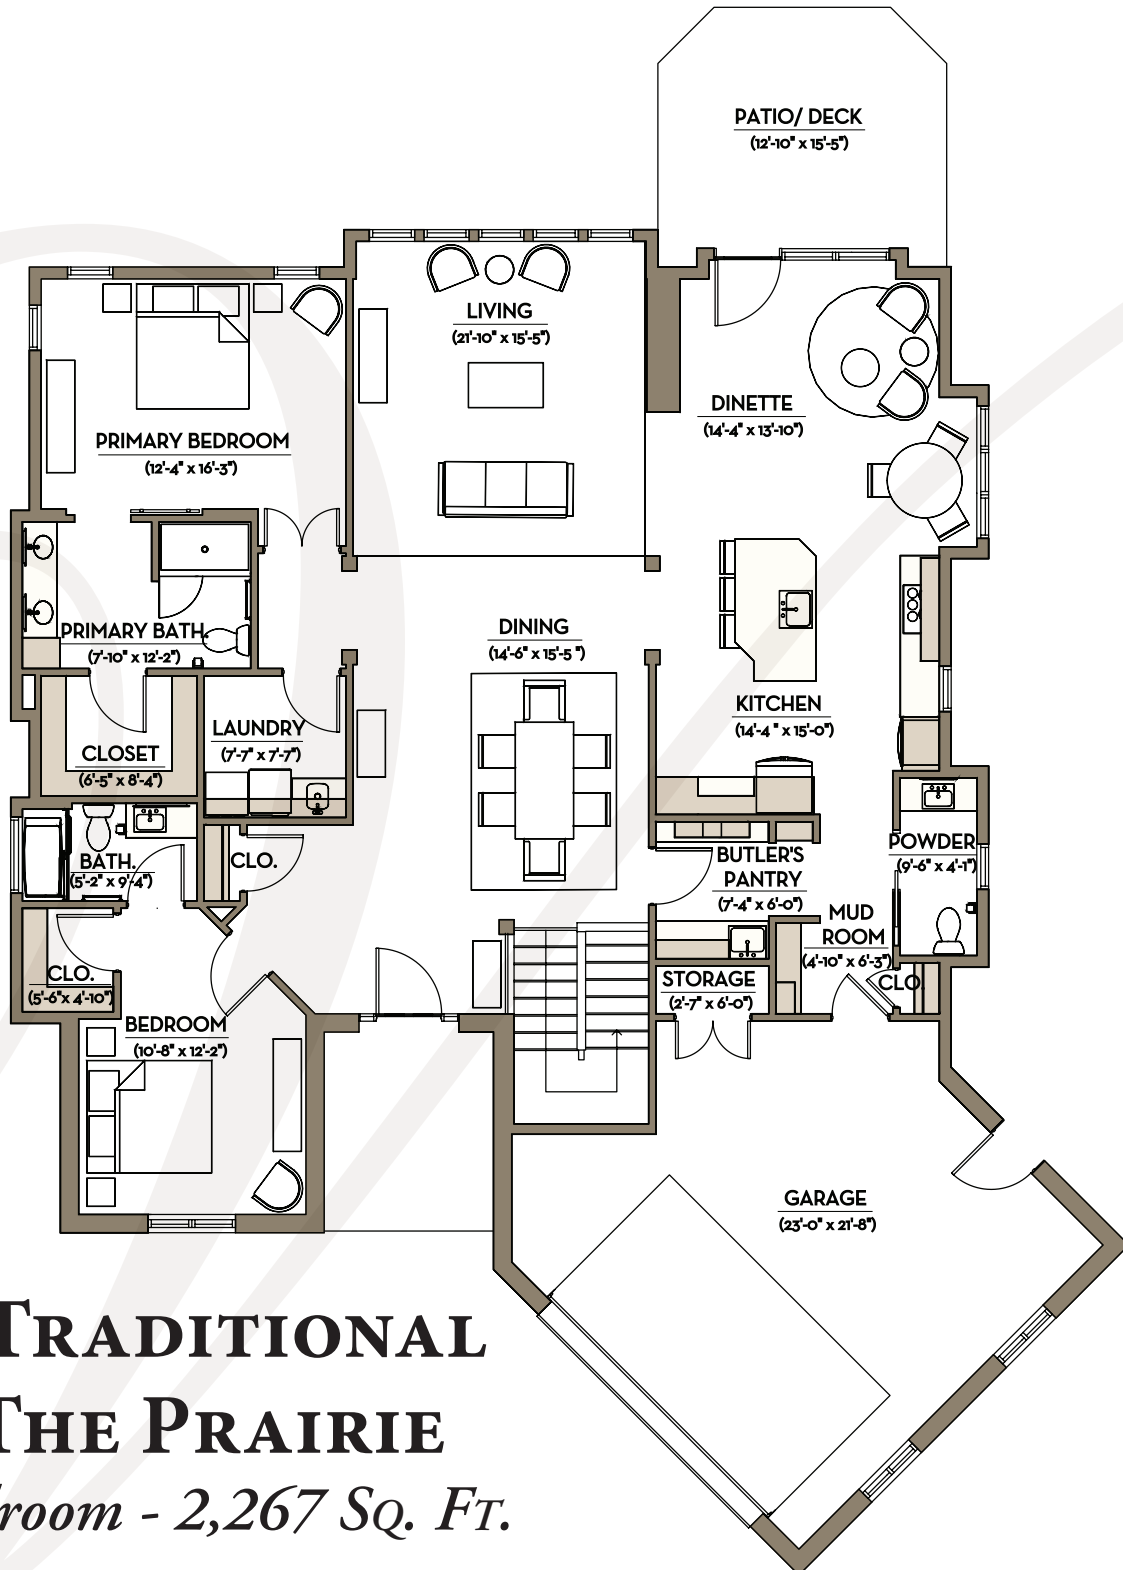 PATIO/ DECK
(12'-10" x 15'-5")
LIVING
(21'-10" x 15'-5")
DINETTE
(14'-4" x 13'-10")
PRIMARY BEDROOM
(12'-4" x 16'-3")
PRIMARY BATH.
(7'-10" x 12'-2")
DINING
(14'-6" x 15'-5 ")
KITCHEN
(14'-4 " x 15'-0")
LAUNDRY
(7'-7" x 7'-7")
CLOSET
(6'-5" x 8'-4")
BATH.
(5'-2" x 9'-4")
CLO.
BUTLER'S
PANTRY
(7'-4" x 6'-0")
POWDER
(9'-6" x 4'-1")
MUD
ROOM
(4'-10" x 6'-3")
CLO.
(5'-6"x 4'-10")
STORAGE
(2'-7" x 6'-0")
CLO.
BEDROOM
(10'-8" x 12'-2")
GARAGE
(23'-0" x 21'-8")
TRADITIONAL
THE PRAIRIE
droom - 2,267 SQ. FT.